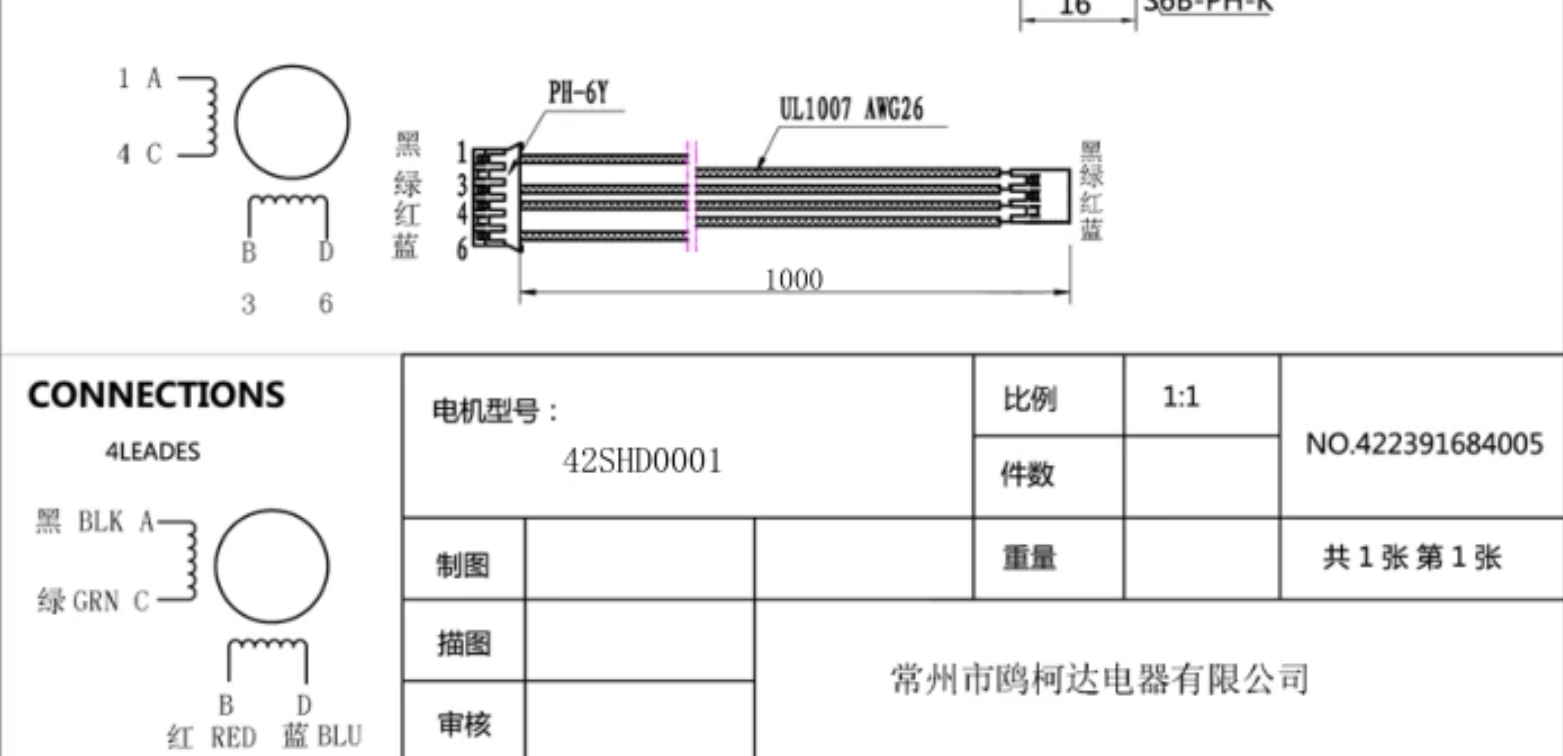 16 S6B-PH-K
1 A
4 C
B D
3 6
PH-6Y
UL1007 AWG26
黑 1
绿 3
红 4
蓝 6
黑
绿
红
蓝
1000
CONNECTIONS
4LEADES
黑 BLK A
绿 GRN C
B D
红 RED 蓝 BLU
电机型号：
42SHD0001
比例 1:1
件数
NO.422391684005
制图
重量
共 1 张 第 1 张
描图
审核
常州市鸥柯达电器有限公司